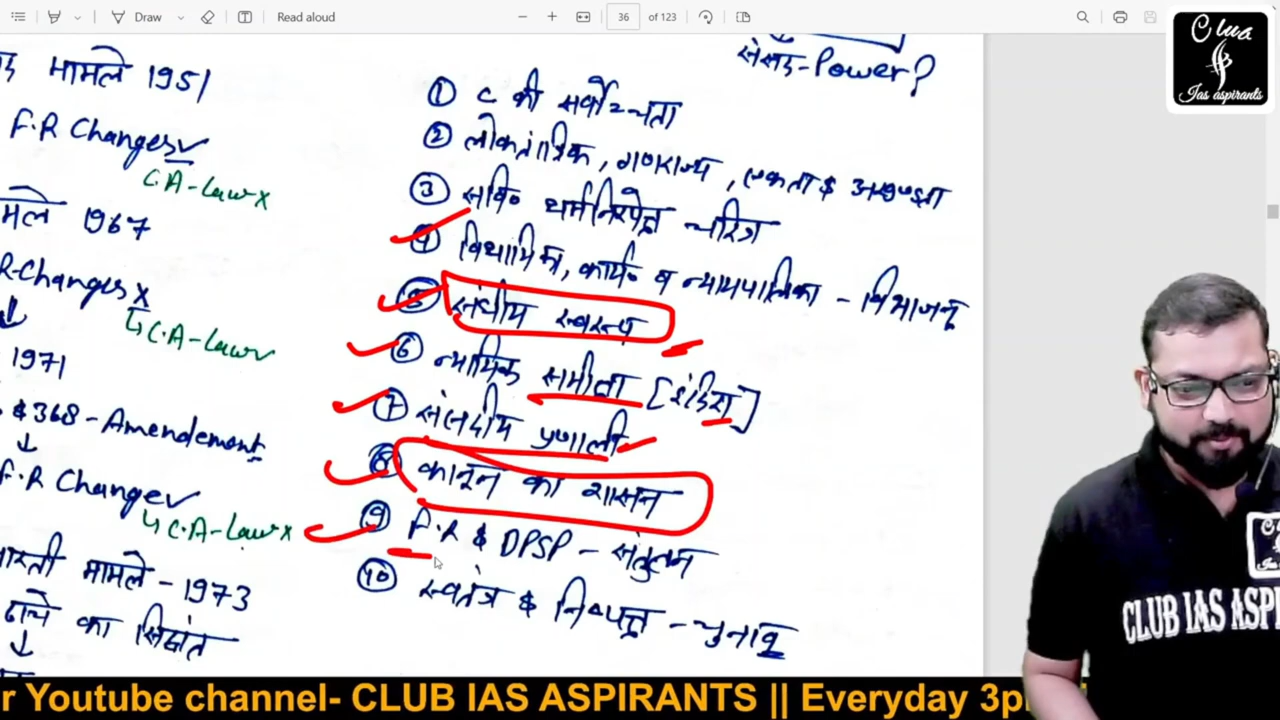 Draw
Read aloud
36 of 123
Clua
Ias aspirants
मामले 1951
F.R Changes
C.A-Law x
मामले 1967
R-Changes x
↳ C.A-Law
↓
1971
& 368-Amendement
↓
F.R Changes
↳ C.A-Law x
भारती मामले - 1973
ढाचे का सिद्धांत
↓
संसद-Power?
① C की सर्वोच्चता
② लोकतांत्रिक, गणराज्य, एकता & अखण्डता
③ संवि० धर्मनिरपेक्ष चरित्र
④ विधायिका, कार्य० व न्यायपालिका - विभाजन
⑤ संघीय स्वरूप
⑥ न्यायिक समीक्षा
⑦ संसदीय प्रणाली
⑧ कानून का शासन
⑨ F.R & DPSP - संतुलन
⑩ स्वतंत्र & निष्पक्ष - चुनाव
CLUB IAS ASPIRA
r Youtube channel- CLUB IAS ASPIRANTS || Everyday 3p